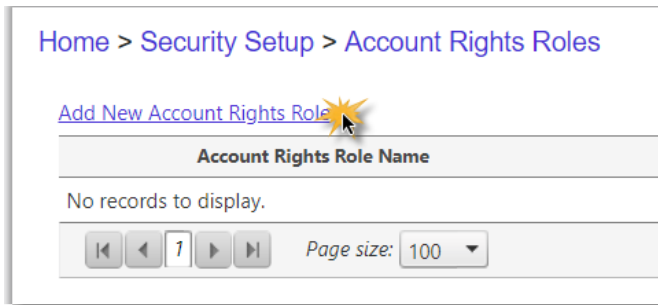 Home > Security Setup > Account Rights Roles
Add New Account Rights Role
Account Rights Role Name
No records to display.
1 Page size: 100